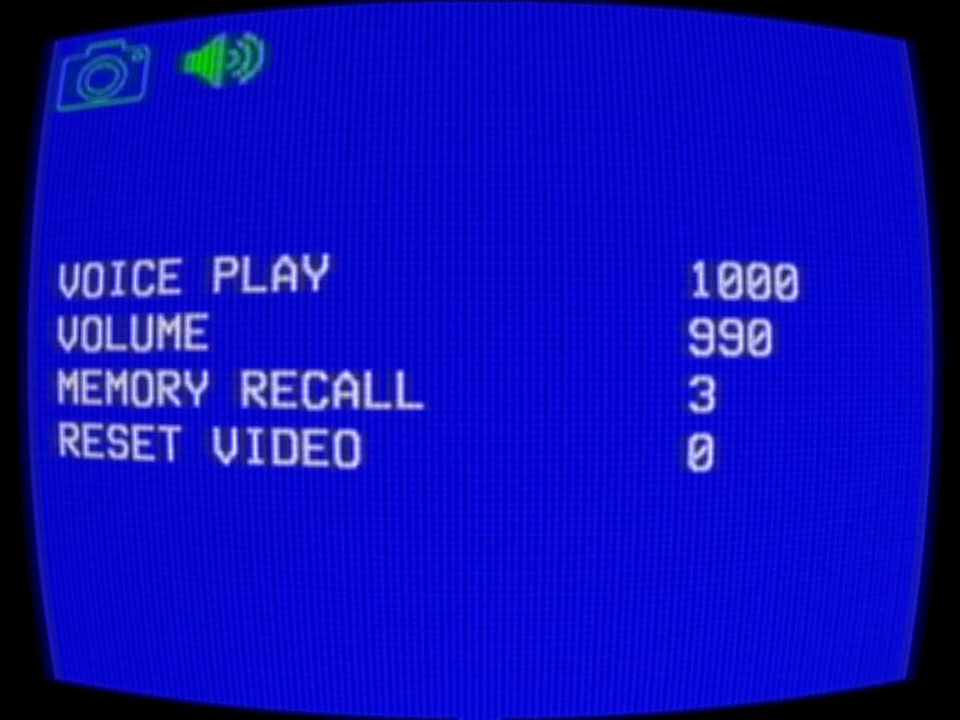 VOICE PLAY 1000
VOLUME 990
MEMORY RECALL 3
RESET VIDEO 0